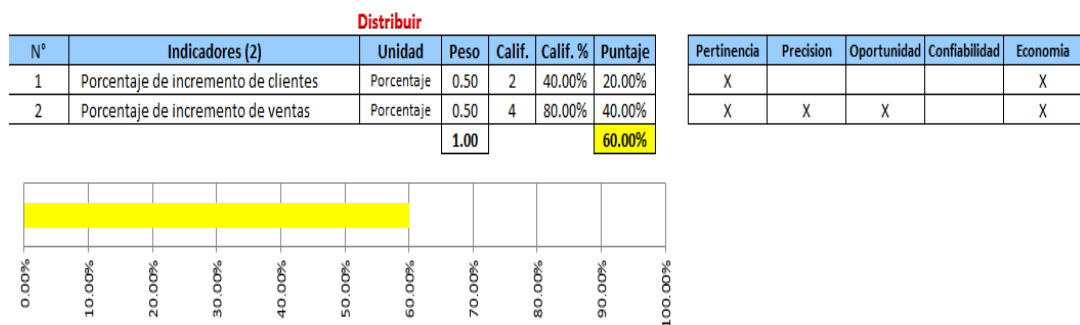 Distribuir
N° Indicadores (2) Unidad Peso Calif. Calif. % Puntaje Pertinencia Precision Oportunidad Confiabilidad Economia
1 Porcentaje de incremento de clientes Porcentaje 0.50 2 40.00% 20.00% X X
2 Porcentaje de incremento de ventas Porcentaje 0.50 4 80.00% 40.00% X X X X
1.00 60.00%
0.00% 10.00% 20.00% 30.00% 40.00% 50.00% 60.00% 70.00% 80.00% 90.00% 100.00%